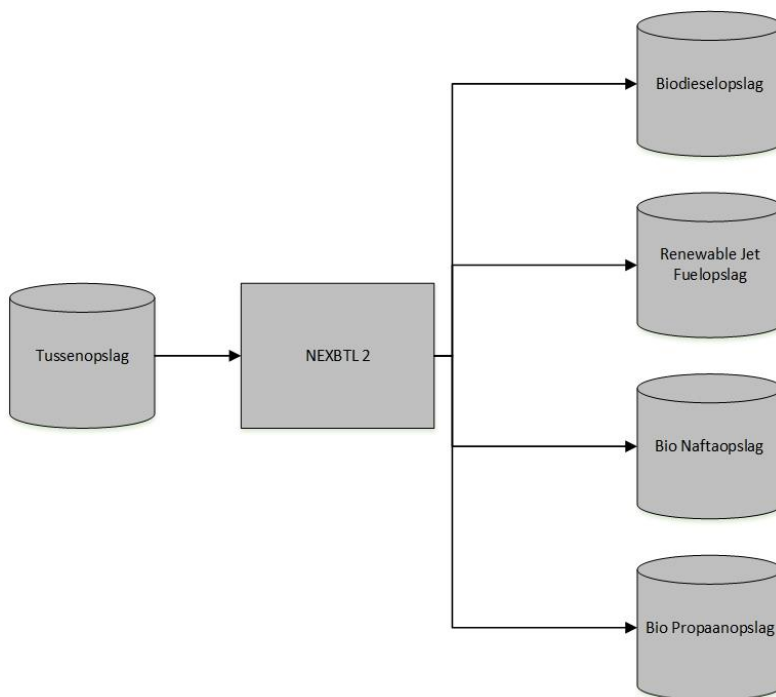 Biodieselopslag
Renewable Jet
Fuelopslag
Tussenopslag
NEXBTL 2
Bio Naftaopslag
Bio Propaanopslag